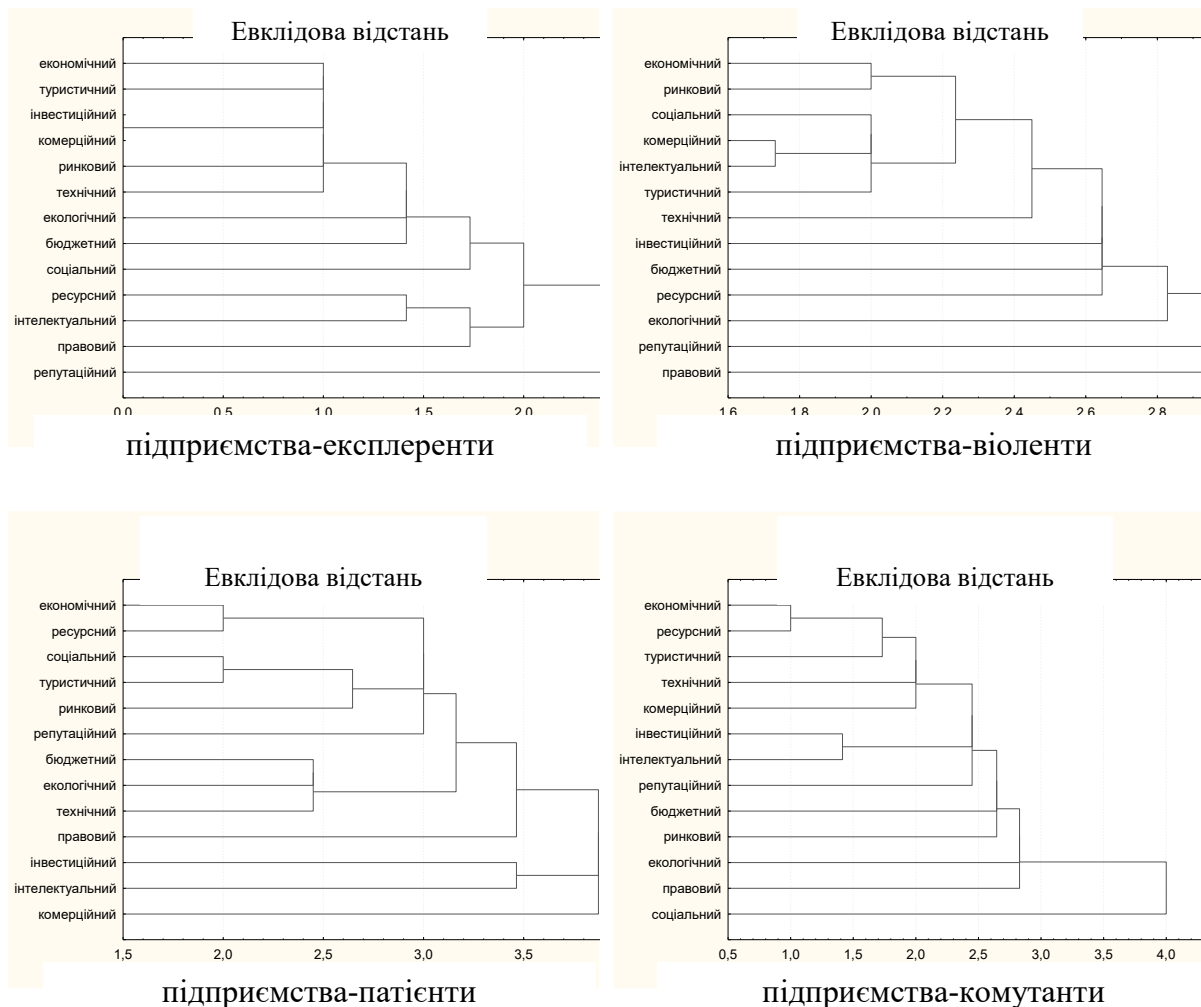 Евклідова відстань
економічний
туристичний
інвестиційний
комерційний
ринковий
технічний
екологічний
бюджетний
соціальний
ресурсний
інтелектуальний
правовий
репутаційний
0,0 0,5 1,0 1,5 2,0
підприємства-експлеренти
Евклідова відстань
економічний
ринковий
соціальний
комерційний
інтелектуальний
туристичний
технічний
інвестиційний
бюджетний
ресурсний
екологічний
репутаційний
правовий
1,6 1,8 2,0 2,2 2,4 2,6 2,8
підприємства-віоленти
Евклідова відстань
економічний
ресурсний
соціальний
туристичний
ринковий
репутаційний
бюджетний
екологічний
технічний
правовий
інвестиційний
інтелектуальний
комерційний
1,5 2,0 2,5 3,0 3,5
підприємства-патієнти
Евклідова відстань
економічний
ресурсний
туристичний
технічний
комерційний
інвестиційний
інтелектуальний
репутаційний
бюджетний
ринковий
екологічний
правовий
соціальний
0,5 1,0 1,5 2,0 2,5 3,0 3,5 4,0
підприємства-комутанти